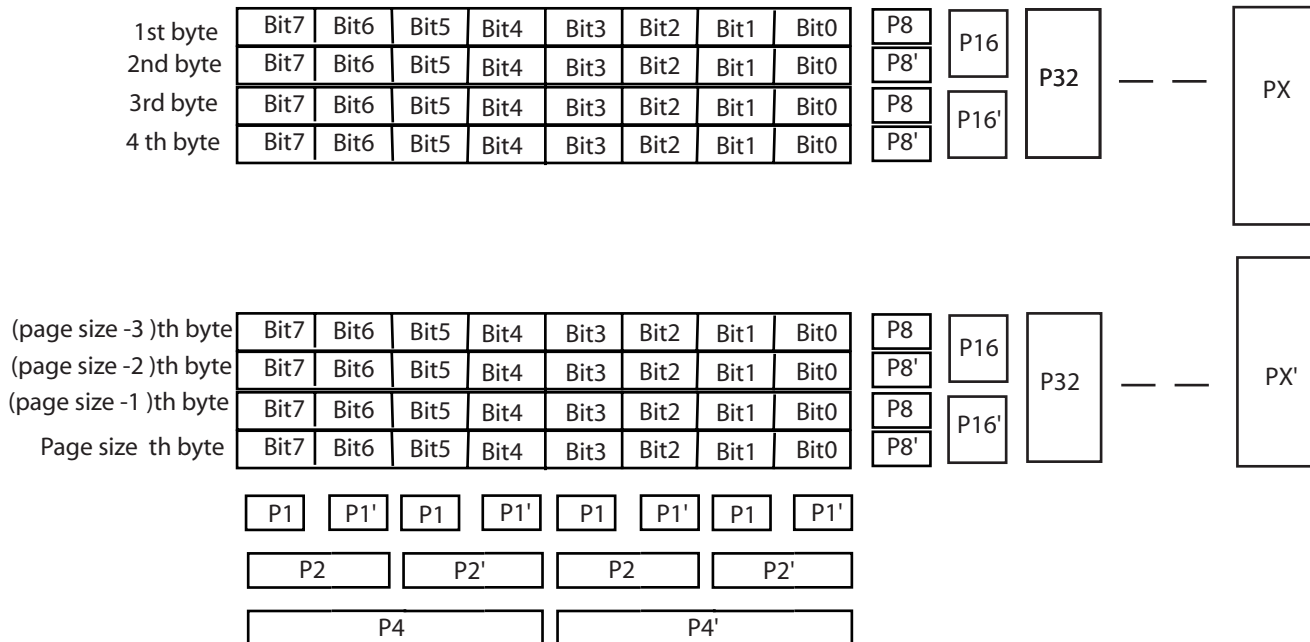 1st byte Bit7 Bit6 Bit5 Bit4 Bit3 Bit2 Bit1 Bit0 P8 P16 P32 PX
2nd byte Bit7 Bit6 Bit5 Bit4 Bit3 Bit2 Bit1 Bit0 P8'
3rd byte Bit7 Bit6 Bit5 Bit4 Bit3 Bit2 Bit1 Bit0 P8 P16'
4 th byte Bit7 Bit6 Bit5 Bit4 Bit3 Bit2 Bit1 Bit0 P8'
(page size -3 )th byte Bit7 Bit6 Bit5 Bit4 Bit3 Bit2 Bit1 Bit0 P8 P16 P32 PX'
(page size -2 )th byte Bit7 Bit6 Bit5 Bit4 Bit3 Bit2 Bit1 Bit0 P8'
(page size -1 )th byte Bit7 Bit6 Bit5 Bit4 Bit3 Bit2 Bit1 Bit0 P8 P16'
Page size th byte Bit7 Bit6 Bit5 Bit4 Bit3 Bit2 Bit1 Bit0 P8'
P1 P1' P1 P1' P1 P1' P1 P1'
P2 P2' P2 P2'
P4 P4'